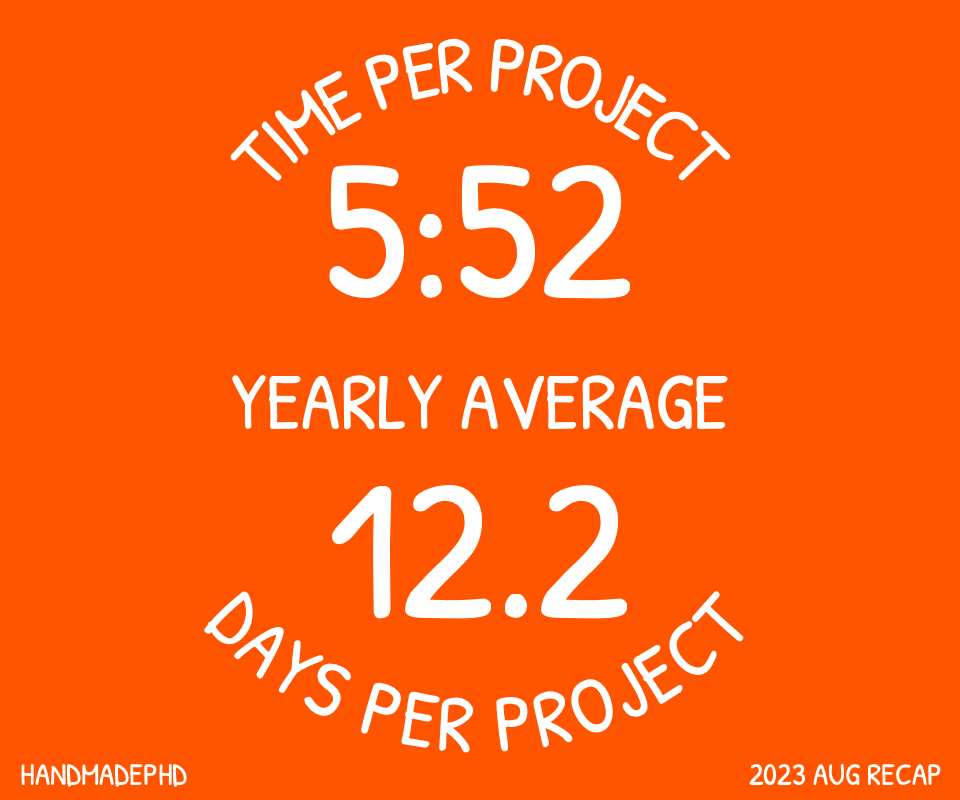 TIME PER PROJECT
5:52
YEARLY AVERAGE
12.2
DAYS PER PROJECT
HANDMADEPHD
2023 AUG RECAP